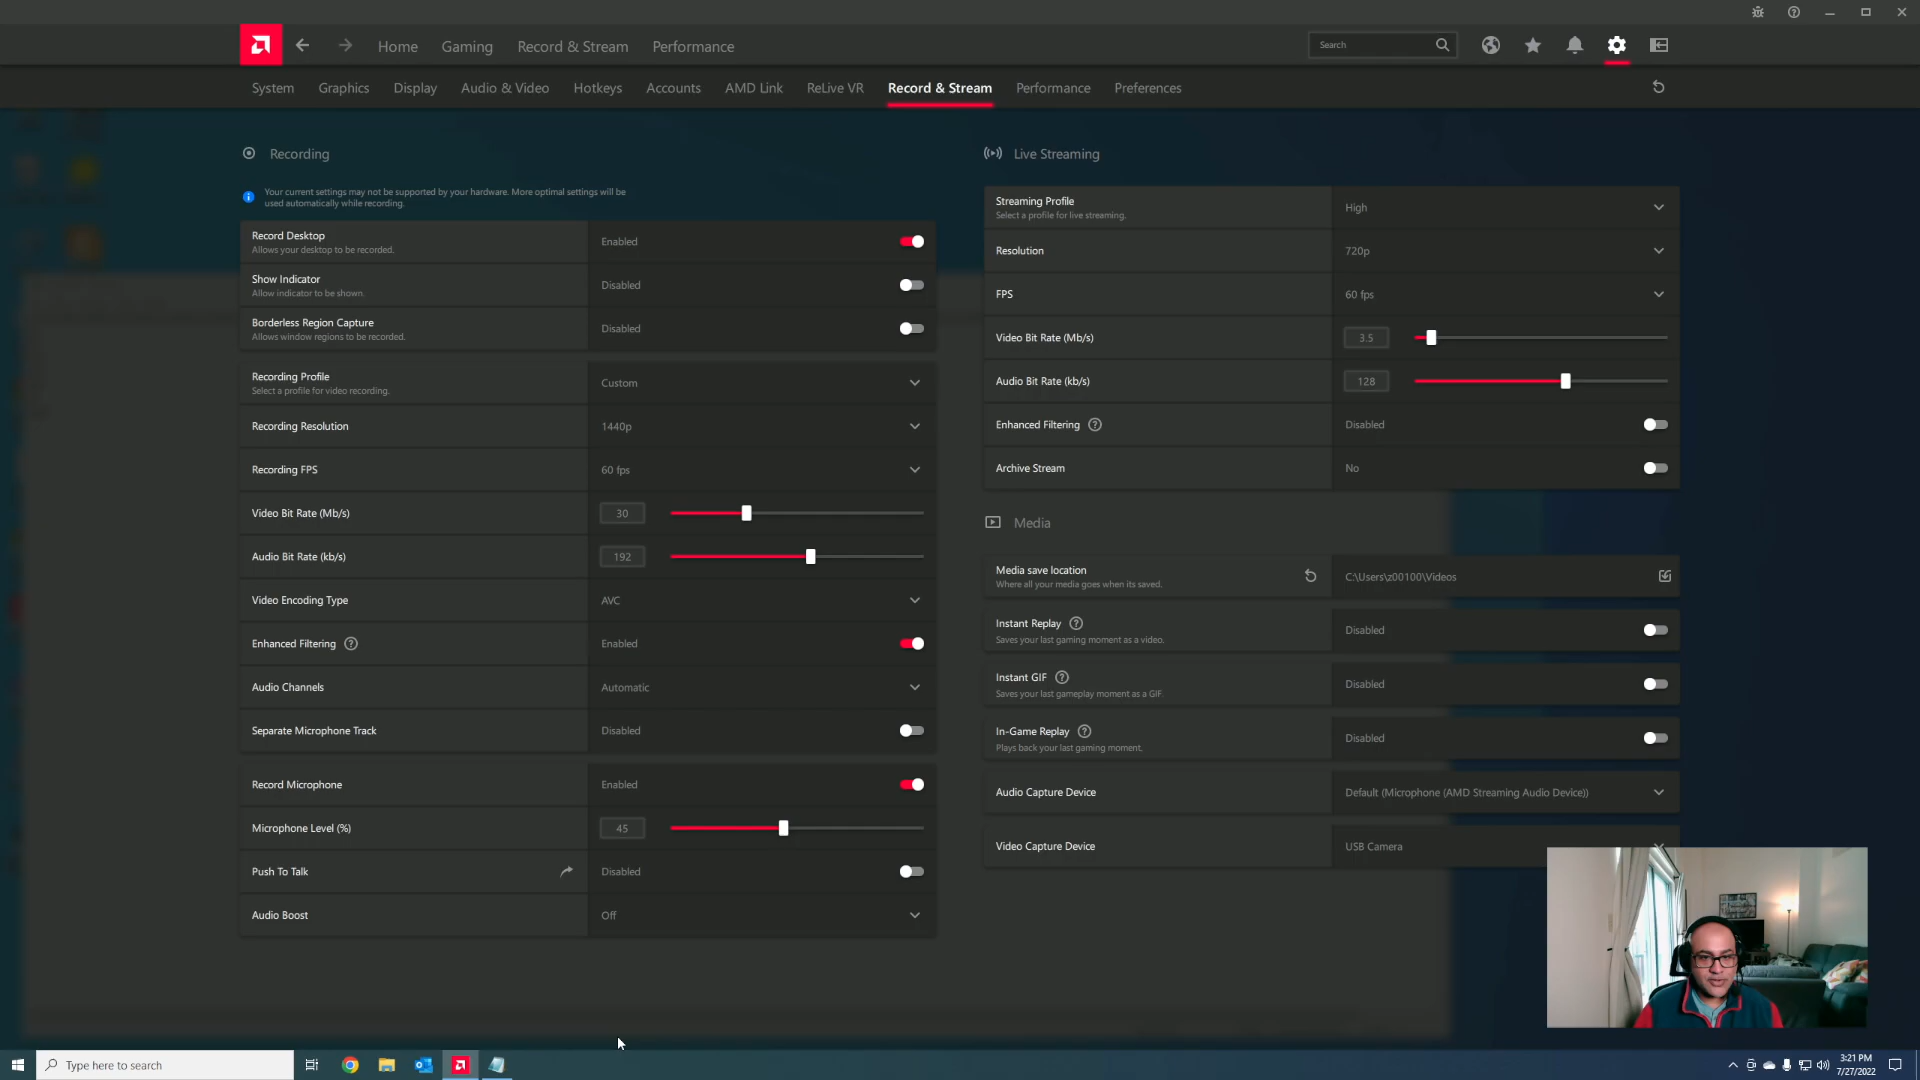 Home
Gaming
Record & Stream
Performance
Search
System
Graphics
Display
Audio & Video
Hotkeys
Accounts
AMD Link
ReLive VR
Record & Stream
Performance
Preferences
Recording
Your current settings may not be supported by your hardware. More optimal settings will be
used automatically while recording.
Record Desktop
Allows your desktop to be recorded.
Enabled
Show Indicator
Allow indicator to be shown.
Disabled
Borderless Region Capture
Allows window regions to be recorded.
Disabled
Recording Profile
Select a profile for video recording.
Custom
Recording Resolution
1440p
Recording FPS
60 fps
Video Bit Rate (Mb/s)
30
Audio Bit Rate (kb/s)
192
Video Encoding Type
AVC
Enhanced Filtering
Enabled
Audio Channels
Automatic
Separate Microphone Track
Disabled
Record Microphone
Enabled
Microphone Level (%)
45
Push To Talk
Disabled
Audio Boost
Off
Live Streaming
Streaming Profile
Select a profile for live streaming.
High
Resolution
720p
FPS
60 fps
Video Bit Rate (Mb/s)
3.5
Audio Bit Rate (kb/s)
128
Enhanced Filtering
Disabled
Archive Stream
No
Media
Media save location
Where all your media goes when its saved.
C:\Users\z00100\Videos
Instant Replay
Saves your last gaming moment as a video.
Disabled
Instant GIF
Saves your last gameplay moment as a GIF.
Disabled
In-Game Replay
Plays back your last gaming moment.
Disabled
Audio Capture Device
Default (Microphone (AMD Streaming Audio Device))
Video Capture Device
USB Camera
Type here to search
3:21 PM
7/27/2022